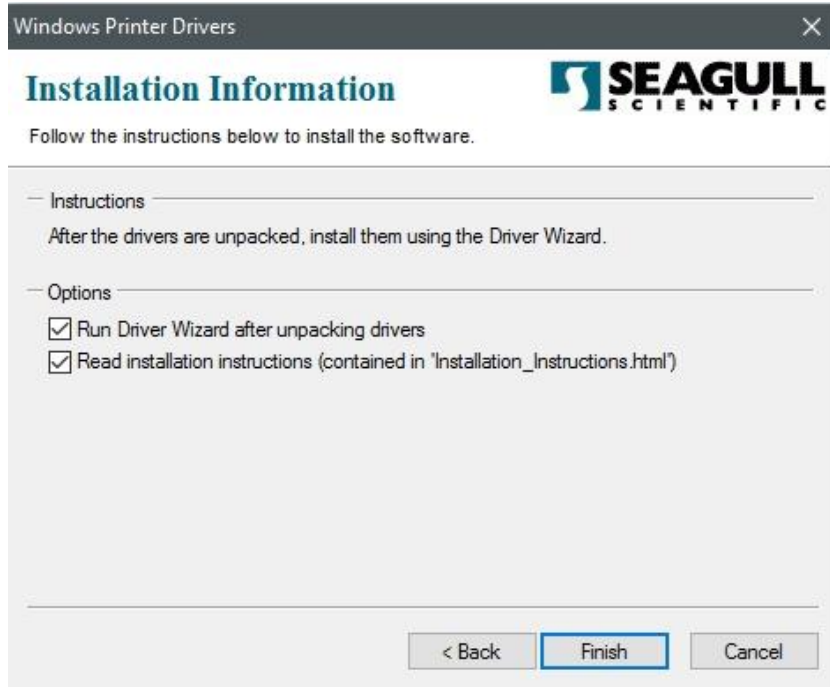 Windows Printer Drivers
Installation Information
SEAGULL
SCIENTIFIC
Follow the instructions below to install the software.
Instructions
After the drivers are unpacked, install them using the Driver Wizard.
Options
Run Driver Wizard after unpacking drivers
Read installation instructions (contained in 'Installation_Instructions.html')
< Back
Finish
Cancel